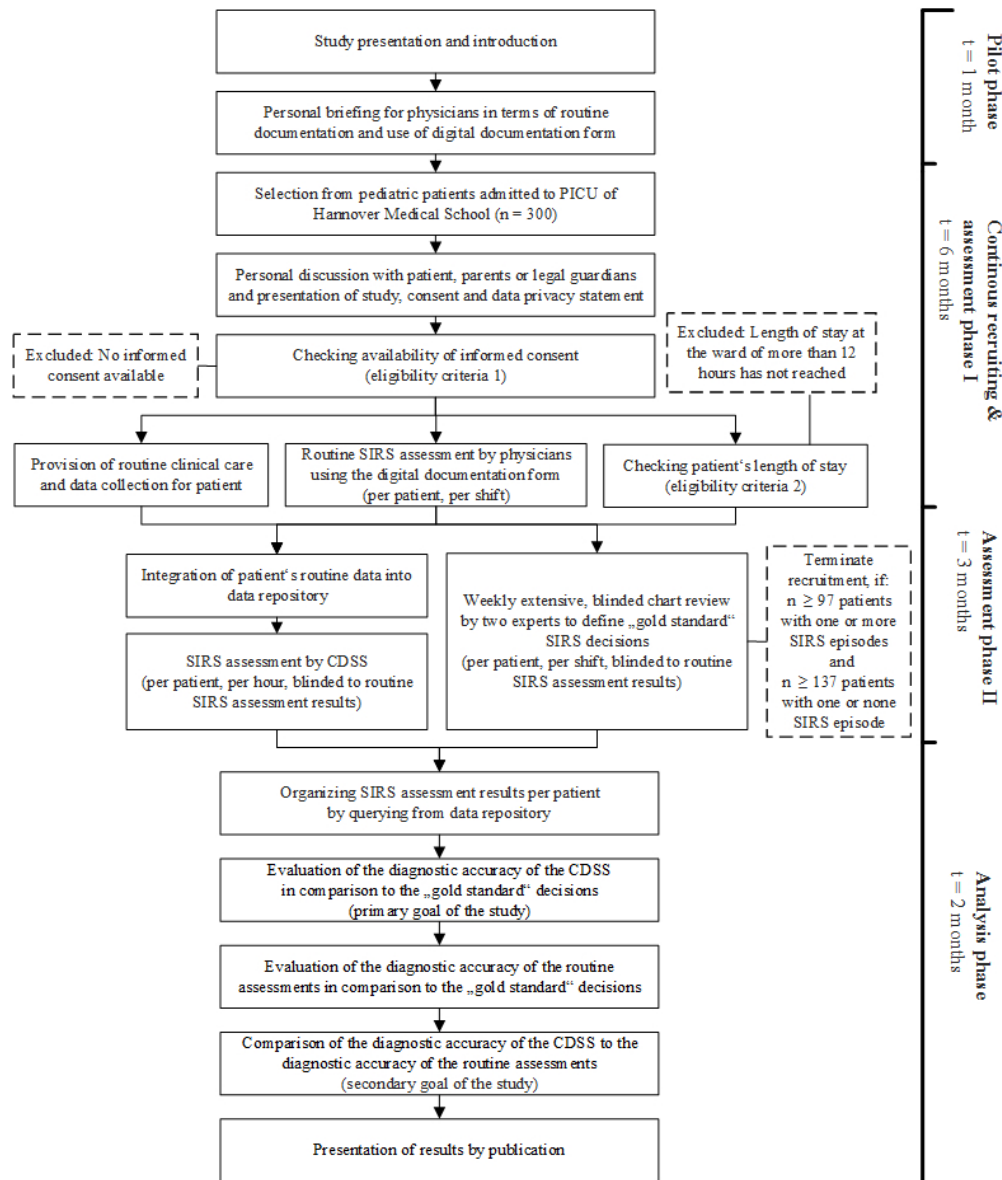 Study presentation and introduction
Personal briefing for physicians in terms of routine
documentation and use of digital documentation form
Pilot phase
t = 1 month
Selection from pediatric patients admitted to PICU of
Hannover Medical School (n = 300)
Personal discussion with patient, parents or legal guardians
and presentation of study, consent and data privacy statement
Excluded: No informed
consent available
Checking availability of informed consent
(eligibility criteria 1)
Excluded: Length of stay at
the ward of more than 12
hours has not reached
Provision of routine clinical care
and data collection for patient
Routine SIRS assessment by physicians
using the digital documentation form
(per patient, per shift)
Checking patient‘s length of stay
(eligibility criteria 2)
Continous recruiting &
assessment phase I
t = 6 months
Integration of patient‘s routine data into
data repository
SIRS assessment by CDSS
(per patient, per hour, blinded to routine
SIRS assessment results)
Weekly extensive, blinded chart review
by two experts to define „gold standard“
SIRS decisions
(per patient, per shift, blinded to routine
SIRS assessment results)
Terminate
recruitment, if:
n ≥ 97 patients
with one or more
SIRS episodes
and
n ≥ 137 patients
with one or none
SIRS episode
Assessment phase II
t = 3 months
Organizing SIRS assessment results per patient
by querying from data repository
Evaluation of the diagnostic accuracy of the CDSS
in comparison to the „gold standard“ decisions
(primary goal of the study)
Evaluation of the diagnostic accuracy of the routine
assessments in comparison to the „gold standard“ decisions
Comparison of the diagnostic accuracy of the CDSS to the
diagnostic accuracy of the routine assessments
(secondary goal of the study)
Presentation of results by publication
Analysis phase
t = 2 months